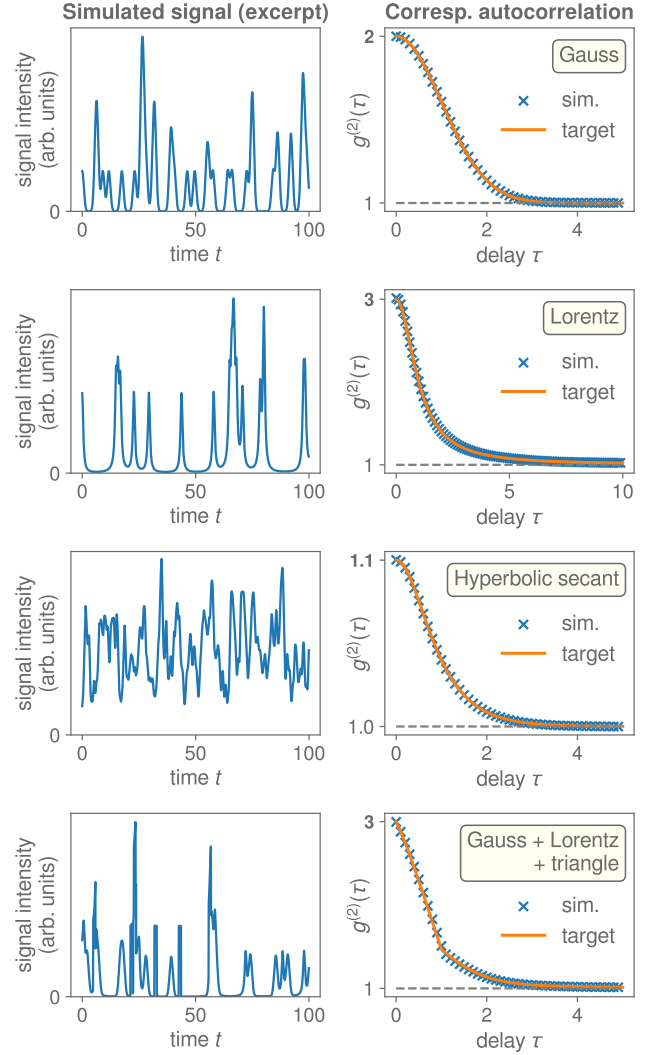 Simulated signal (excerpt)
Corresp. autocorrelation
signal intensity
(arb. units)
0
0
50
100
time t
g(2)(τ)
2
1
0
2
4
delay τ
Gauss
sim.
target
signal intensity
(arb. units)
0
0
50
100
time t
g(2)(τ)
3
1
0
5
10
delay τ
Lorentz
sim.
target
signal intensity
(arb. units)
0
0
50
100
time t
g(2)(τ)
1.1
1.0
0
2
4
delay τ
Hyperbolic secant
sim.
target
signal intensity
(arb. units)
0
0
50
100
time t
g(2)(τ)
3
1
0
2
4
delay τ
Gauss + Lorentz
+ triangle
sim.
target